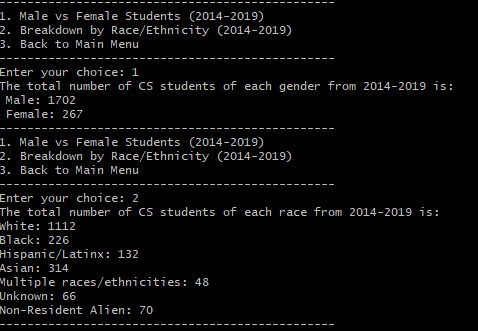 ------------------------------------------------
1. Male vs Female Students (2014-2019)
2. Breakdown by Race/Ethnicity (2014-2019)
3. Back to Main Menu
------------------------------------------------
Enter your choice: 1
The total number of CS students of each gender from 2014-2019 is:
 Male: 1702
 Female: 267
------------------------------------------------
1. Male vs Female Students (2014-2019)
2. Breakdown by Race/Ethnicity (2014-2019)
3. Back to Main Menu
------------------------------------------------
Enter your choice: 2
The total number of CS students of each race from 2014-2019 is:
White: 1112
Black: 226
Hispanic/Latinx: 132
Asian: 314
Multiple races/ethnicities: 48
Unknown: 66
Non-Resident Alien: 70
------------------------------------------------